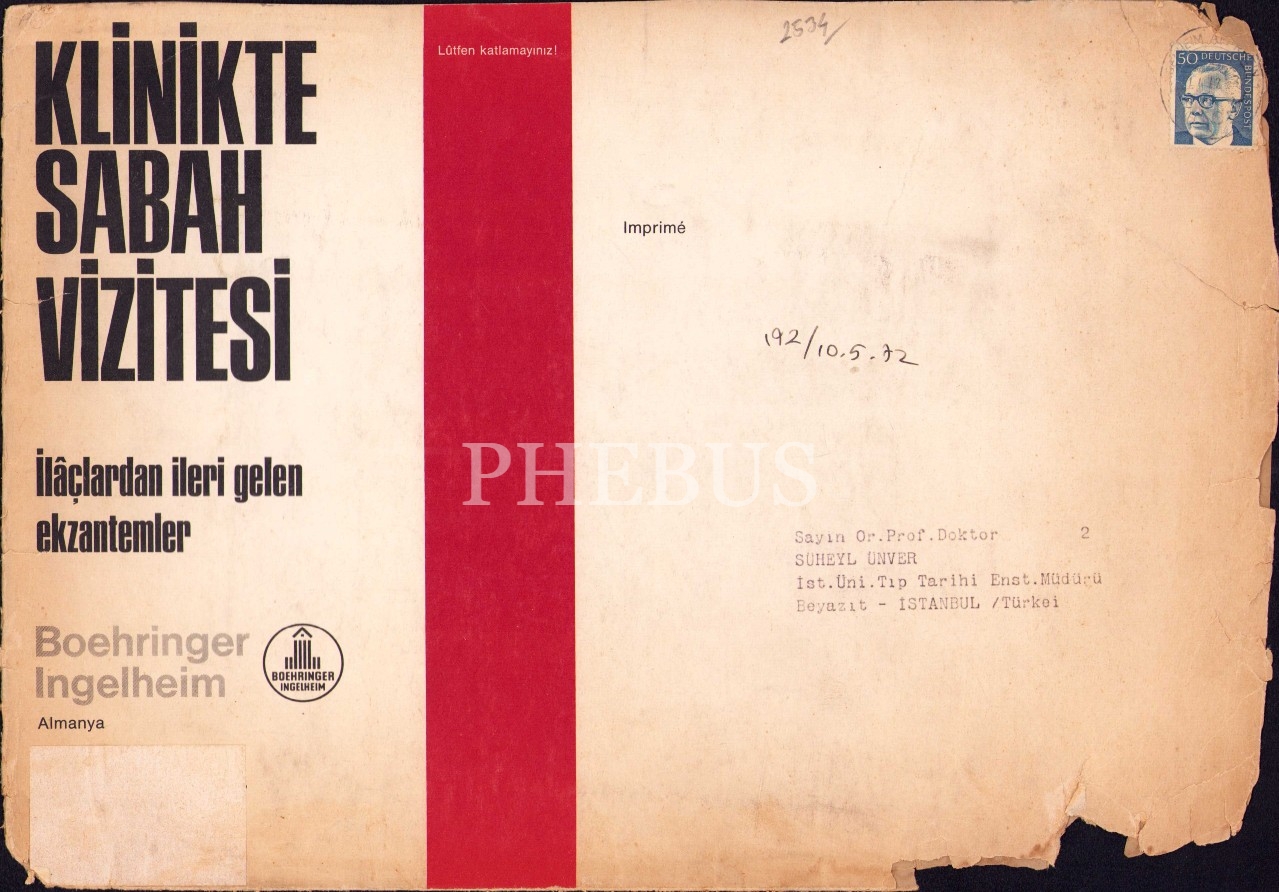 KLİNİKTE
SABAH
VİZİTESİ
İlâçlardan ileri gelen
ekzantemler
Boehringer
Ingelheim
BOEHRINGER
INGELHEIM
Almanya
Lûtfen katlamayınız!
2534/
50 DEUTSCHE
BUNDESPOST
Imprimé
192/10.5.72
PHEBUS
Sayın Or.Prof.Doktor 2
SÜHEYL ÜNVER
İst.Üni.Tıp Tarihi Enst.Müdürü
Beyazıt - İSTANBUL /Türkei